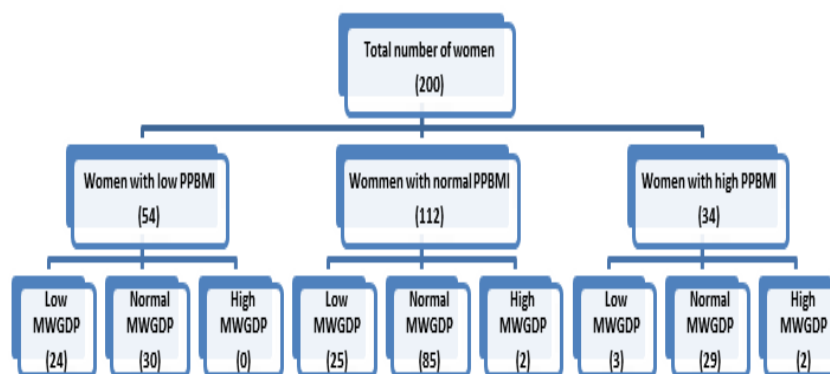 Total number of women
(200)
Women with low PPBMI
(54)
Wommen with normal PPBMI
(112)
Women with high PPBMI
(34)
Low
MWGDP
(24)
Normal
MWGDP
(30)
High
MWGDP
(0)
Low
MWGDP
(25)
Normal
MWGDP
(85)
High
MWGDP
(2)
Low
MWGDP
(3)
Normal
MWGDP
(29)
High
MWGDP
(2)